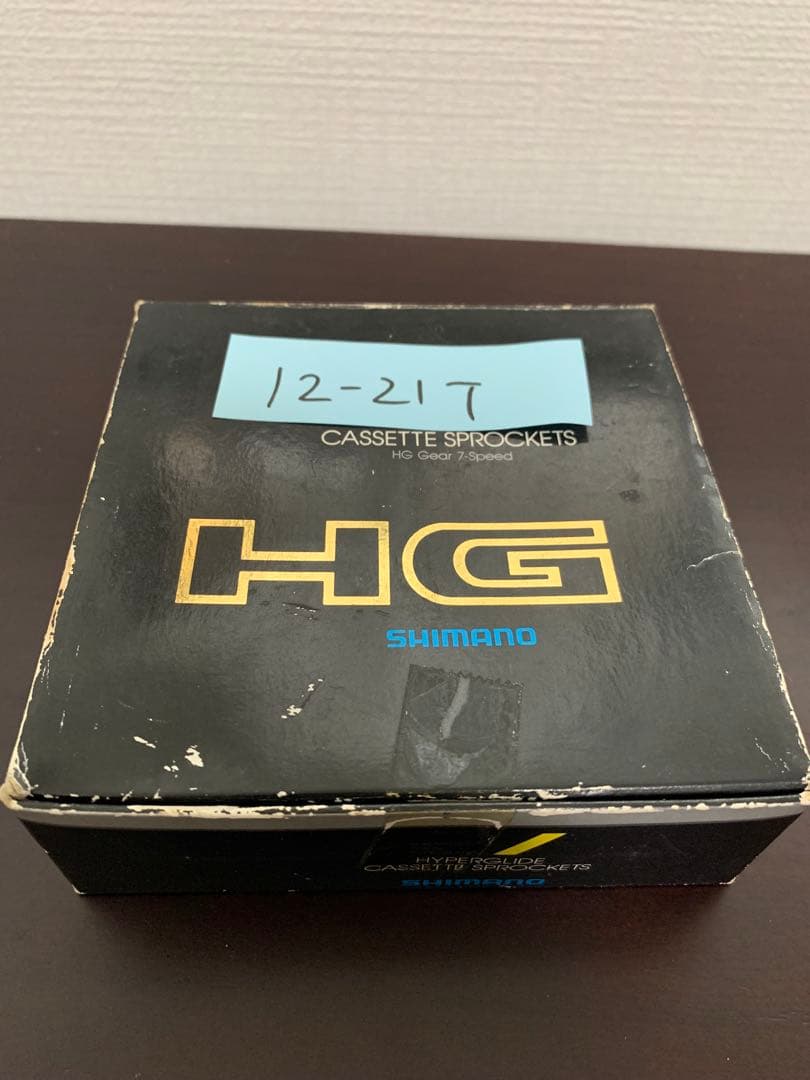 12-21T
CASSETTE SPROCKETS
HG Gear 7-Speed
HG
SHIMANO
HYPERGLIDE
CASSETTE SPROCKETS
SHIMANO